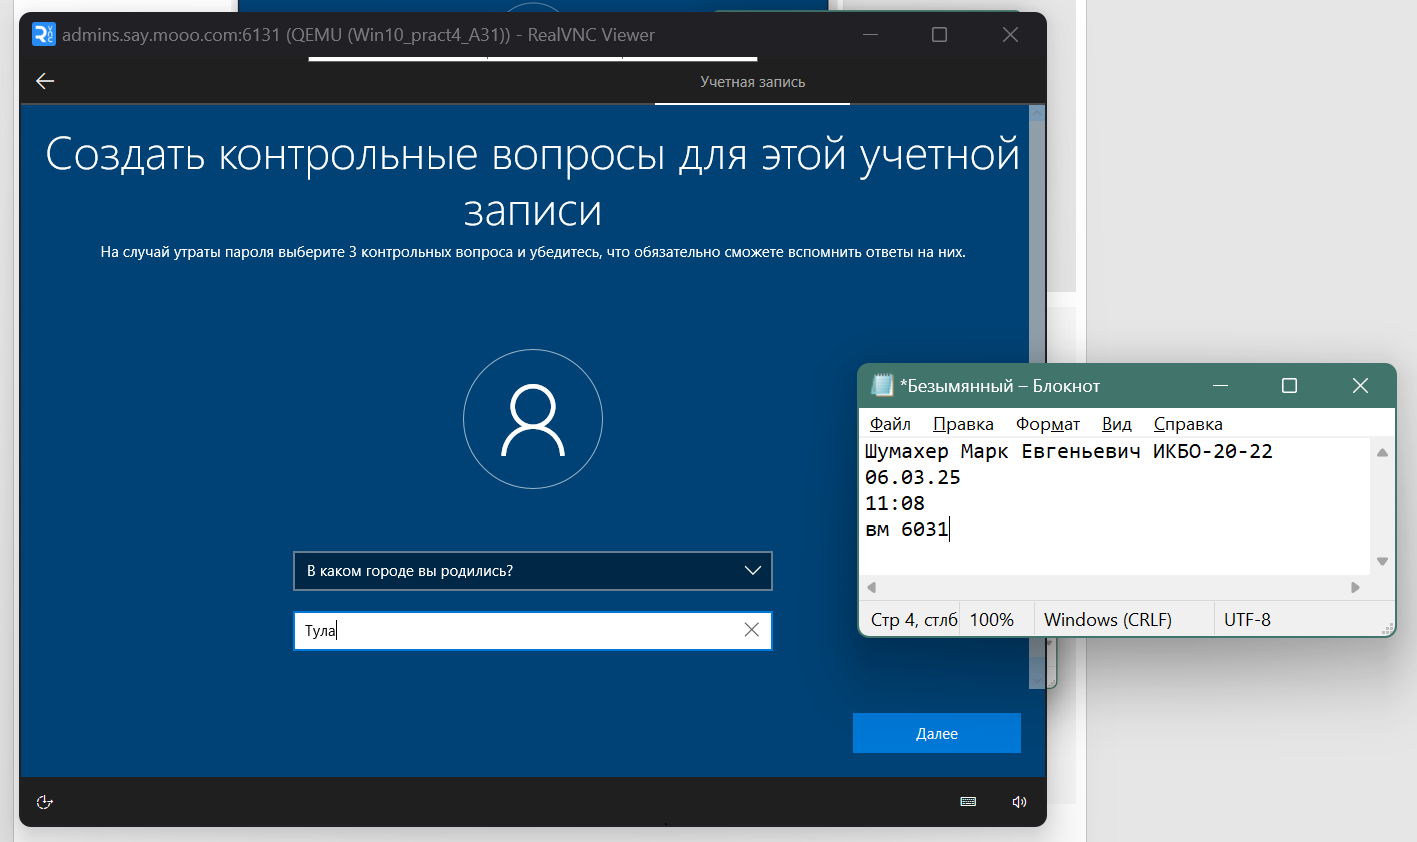 admins.say.mooo.com:6131 (QEMU (Win10_pract4_A31)) - RealVNC Viewer
Учетная запись
Создать контрольные вопросы для этой учетной
записи
На случай утраты пароля выберите 3 контрольных вопроса и убедитесь, что обязательно сможете вспомнить ответы на них.
В каком городе вы родились?
Тула
Далее
*Безымянный – Блокнот
Файл Правка Формат Вид Справка
Шумахер Марк Евгеньевич ИКБО-20-22
06.03.25
11:08
вм 6031
Стр 4, стлб 100% Windows (CRLF) UTF-8